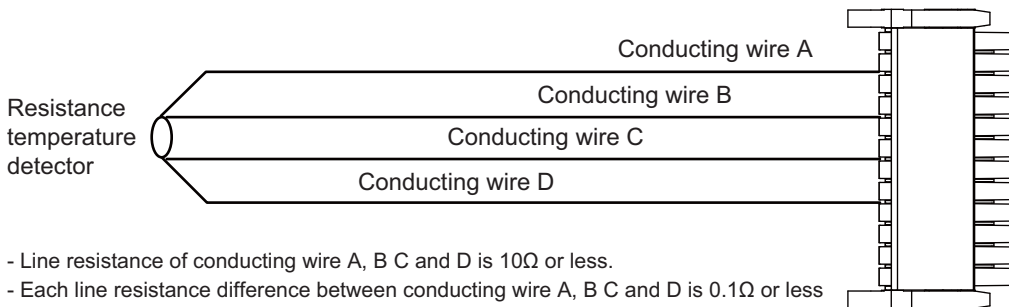 Conducting wire A
Conducting wire B
Resistance
temperature
detector
Conducting wire C
Conducting wire D
- Line resistance of conducting wire A, B C and D is 10Ω or less.
- Each line resistance difference between conducting wire A, B C and D is 0.1Ω or less